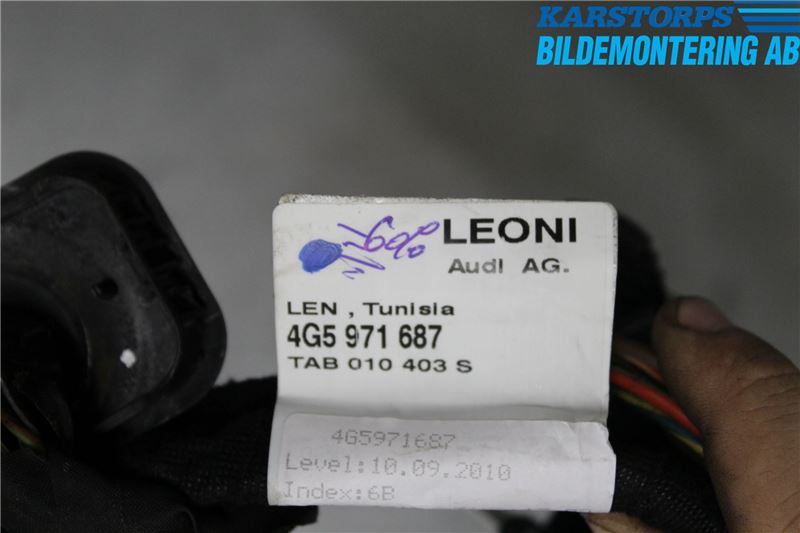 KARSTORPS
BILDEMONTERING AB
LEONI
Audi AG.
LEN , Tunisia
4G5 971 687
TAB 010 403 S
4G5971687
Level:10.09.2010
Index:6B